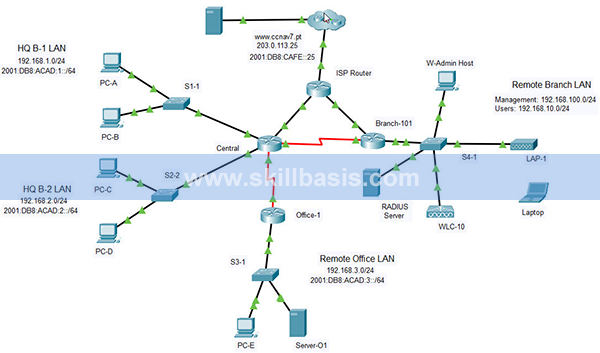 www.ccnav7.pt
203.0.113.25
2001:DB8:CAFE::25
ISP Router
HQ B-1 LAN
192.168.1.0/24
2001:DB8:ACAD:1::/64
PC-A
S1-1
PC-B
Central
W-Admin Host
Remote Branch LAN
Management: 192.168.100.0/24
Users: 192.168.10.0/24
Branch-101
S4-1
LAP-1
PC-C
S2-2
HQ B-2 LAN
192.168.2.0/24
2001:DB8:ACAD:2::/64
PC-D
www.skillbasis.com
RADIUS
Server
WLC-10
Laptop
Office-1
S3-1
Remote Office LAN
192.168.3.0/24
2001:DB8:ACAD:3::/64
PC-E
Server-O1